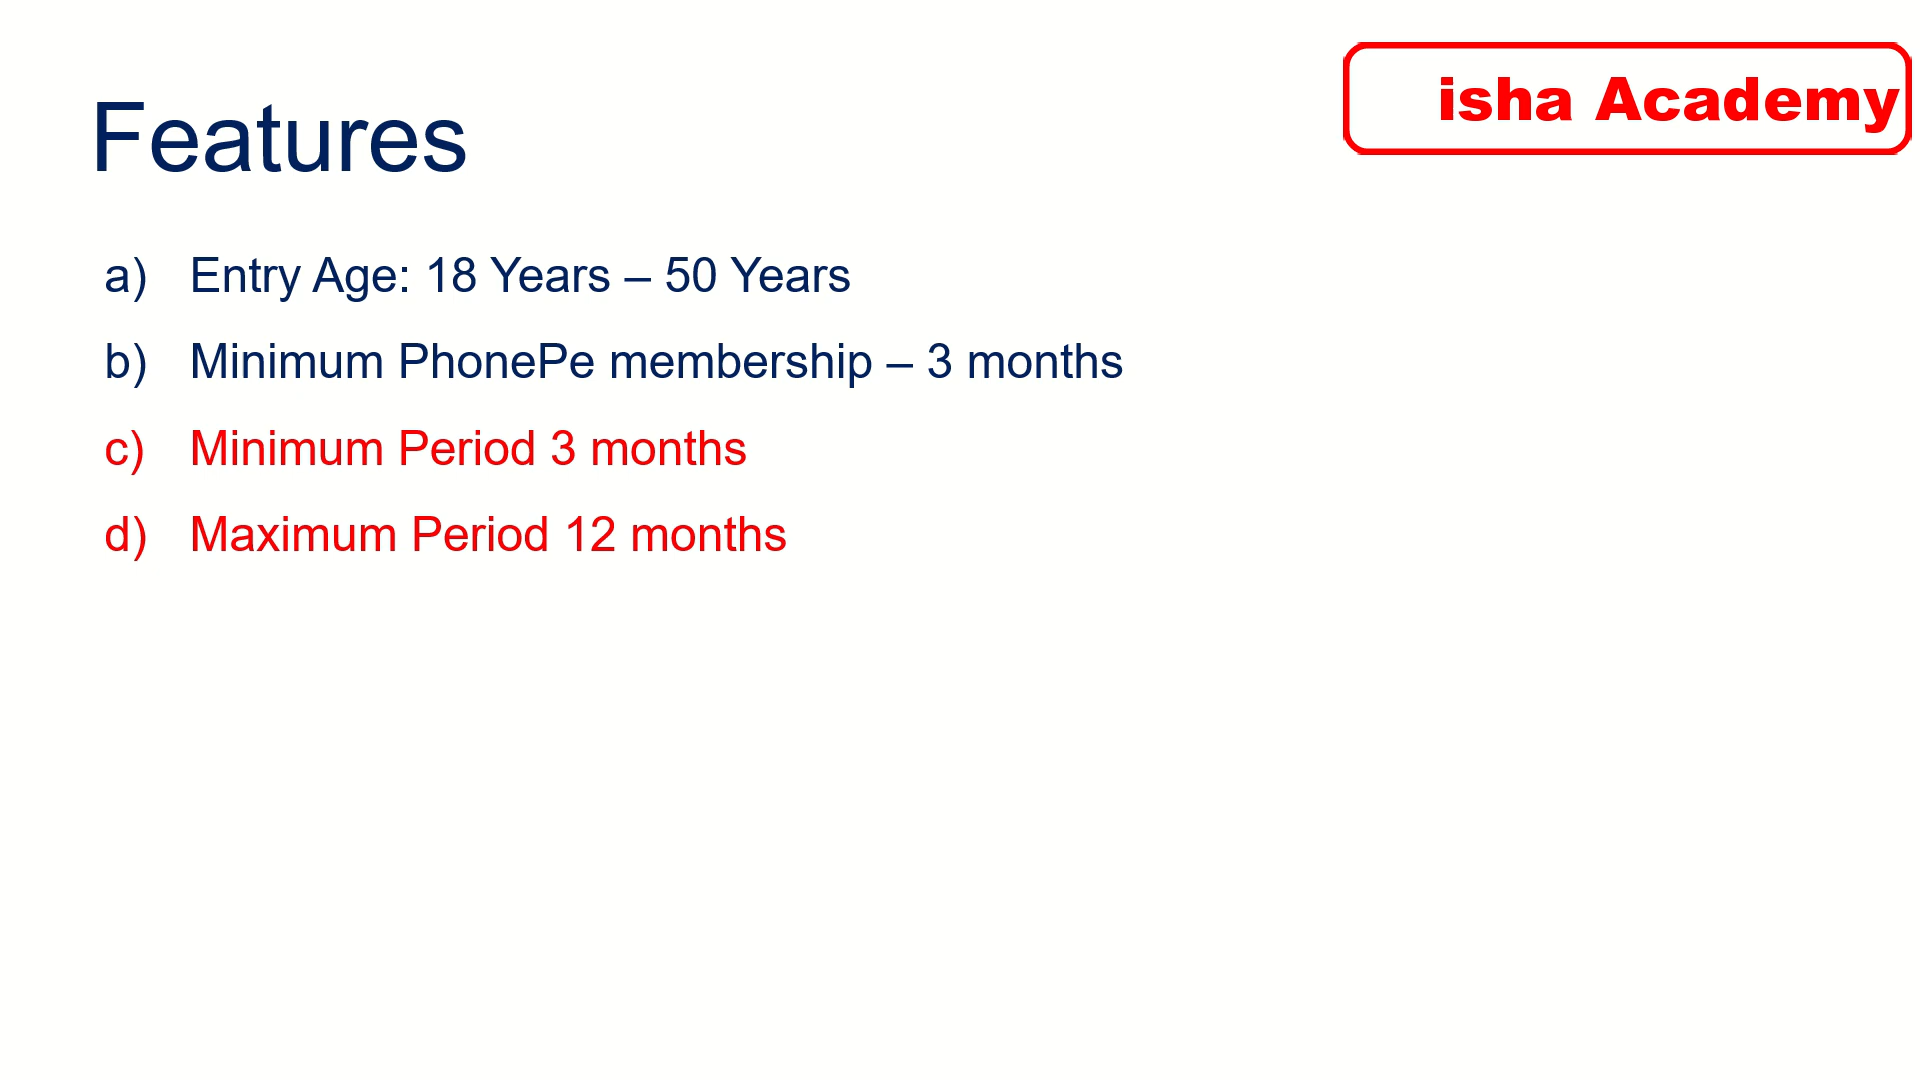 isha Academy
Features
a) Entry Age: 18 Years – 50 Years
b) Minimum PhonePe membership – 3 months
c) Minimum Period 3 months
d) Maximum Period 12 months